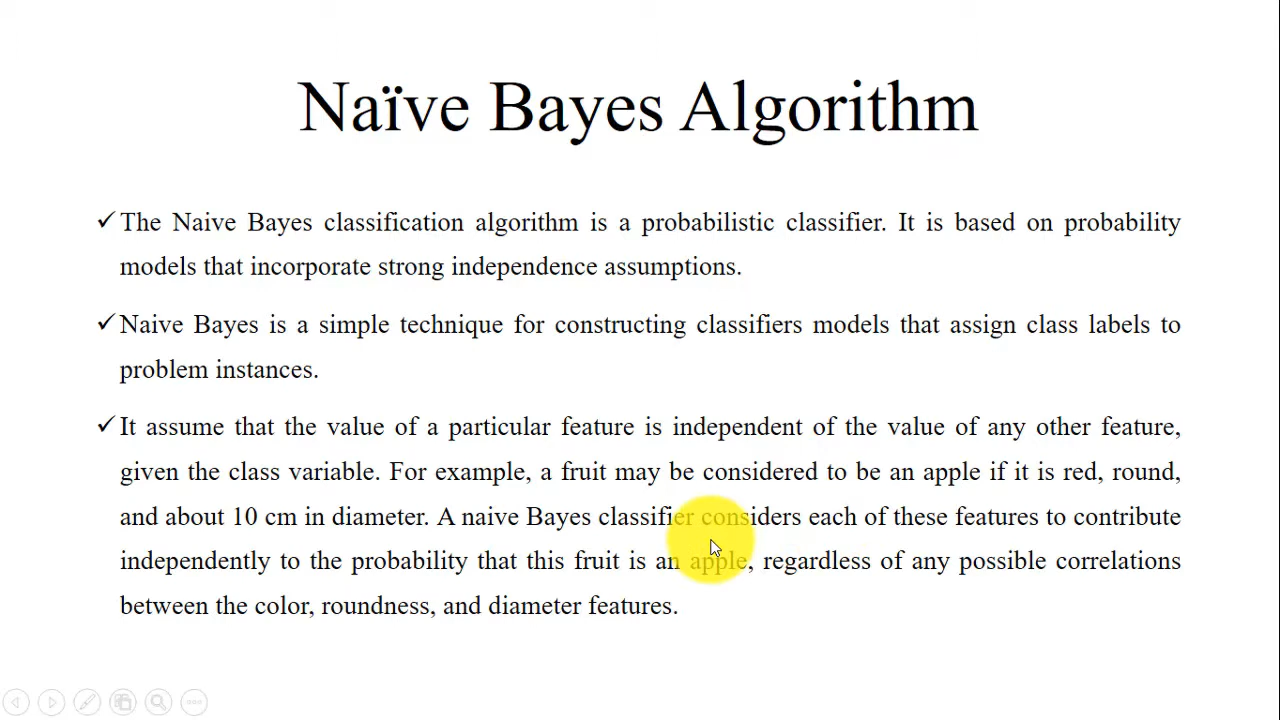 Naïve Bayes Algorithm
✓The Naive Bayes classification algorithm is a probabilistic classifier. It is based on probability
models that incorporate strong independence assumptions.
✓Naive Bayes is a simple technique for constructing classifiers models that assign class labels to
problem instances.
✓It assume that the value of a particular feature is independent of the value of any other feature,
given the class variable. For example, a fruit may be considered to be an apple if it is red, round,
and about 10 cm in diameter. A naive Bayes classifier considers each of these features to contribute
independently to the probability that this fruit is an apple, regardless of any possible correlations
between the color, roundness, and diameter features.